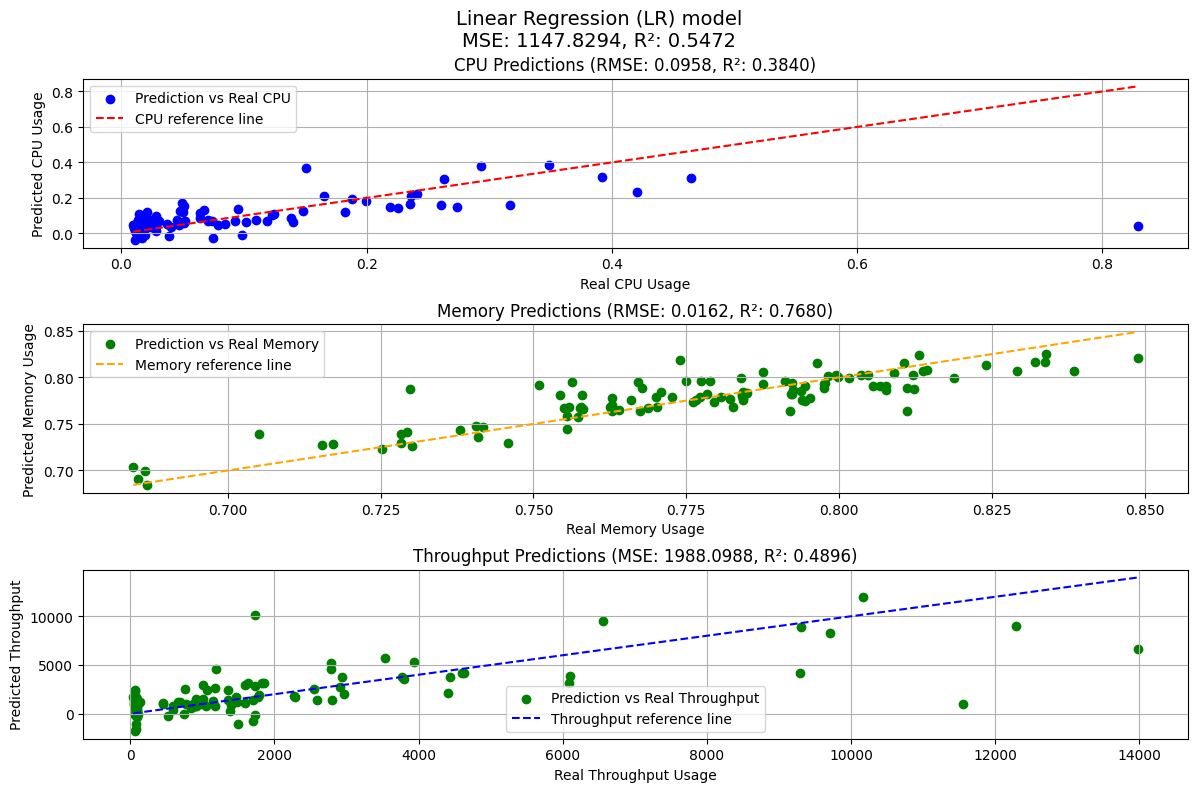 Linear Regression (LR) model
MSE: 1147.8294, R²: 0.5472
CPU Predictions (RMSE: 0.0958, R²: 0.3840)
Predicted CPU Usage
0.8
0.6
0.4
0.2
0.0
Prediction vs Real CPU
CPU reference line
0.0 0.2 0.4 0.6 0.8
Real CPU Usage
Memory Predictions (RMSE: 0.0162, R²: 0.7680)
Predicted Memory Usage
0.85
0.80
0.75
0.70
Prediction vs Real Memory
Memory reference line
0.700 0.725 0.750 0.775 0.800 0.825 0.850
Real Memory Usage
Throughput Predictions (MSE: 1988.0988, R²: 0.4896)
Predicted Throughput
10000
5000
0
Prediction vs Real Throughput
Throughput reference line
0 2000 4000 6000 8000 10000 12000 14000
Real Throughput Usage